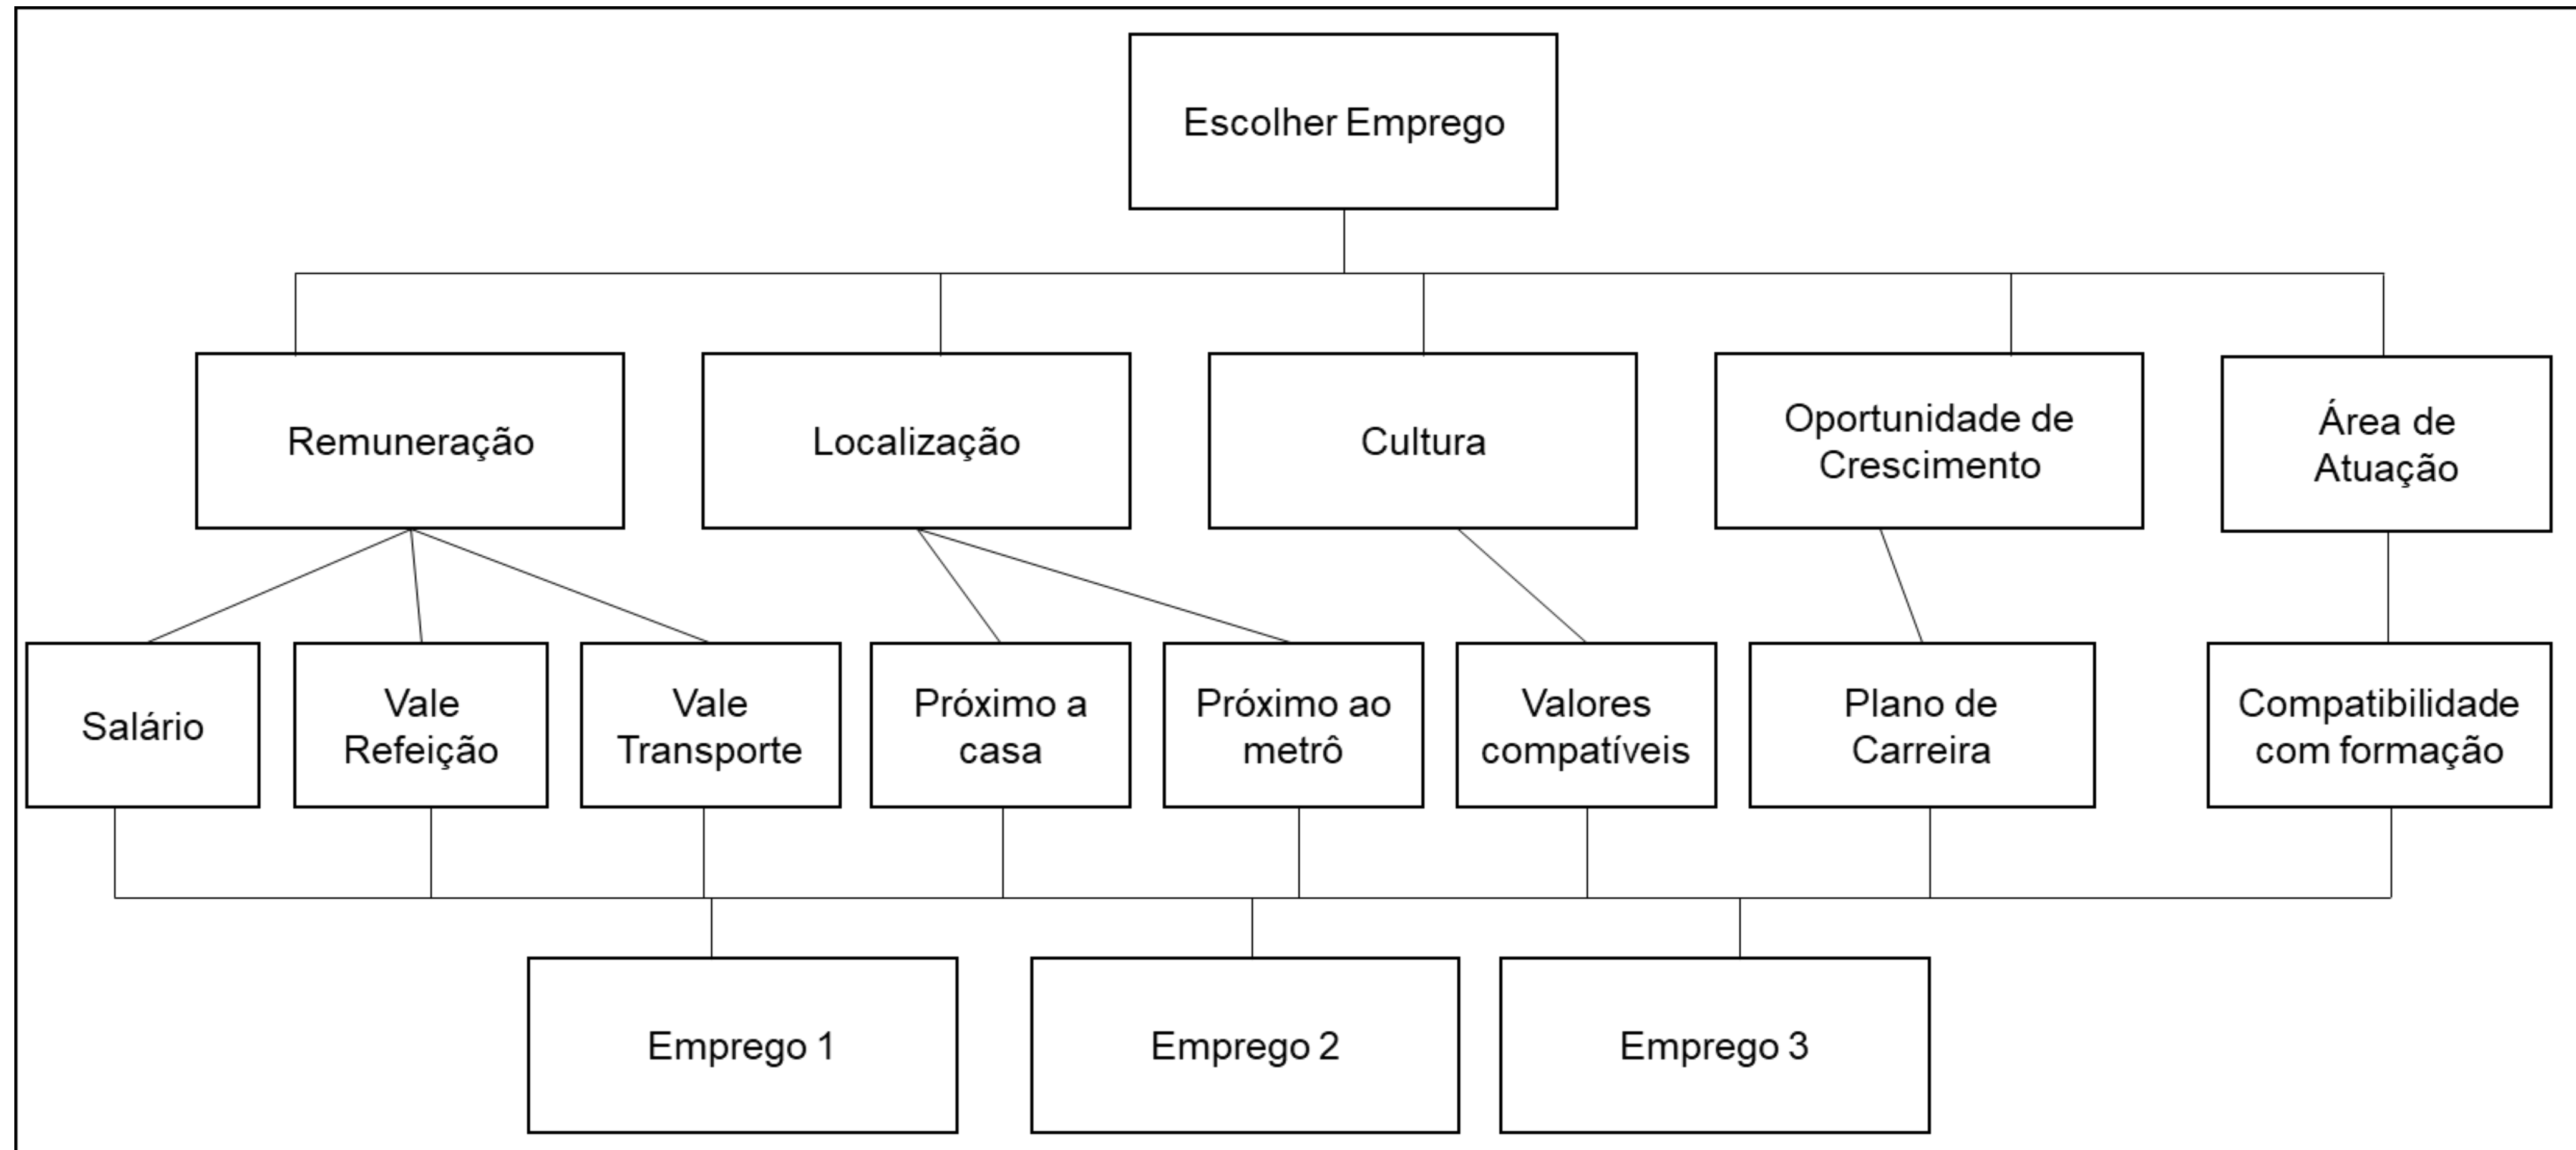 Escolher Emprego
Remuneração
Localização
Cultura
Oportunidade de
Crescimento
Área de
Atuação
Salário
Vale
Refeição
Vale
Transporte
Próximo a
casa
Próximo ao
metrô
Valores
compatíveis
Plano de
Carreira
Compatibilidade
com formação
Emprego 1
Emprego 2
Emprego 3